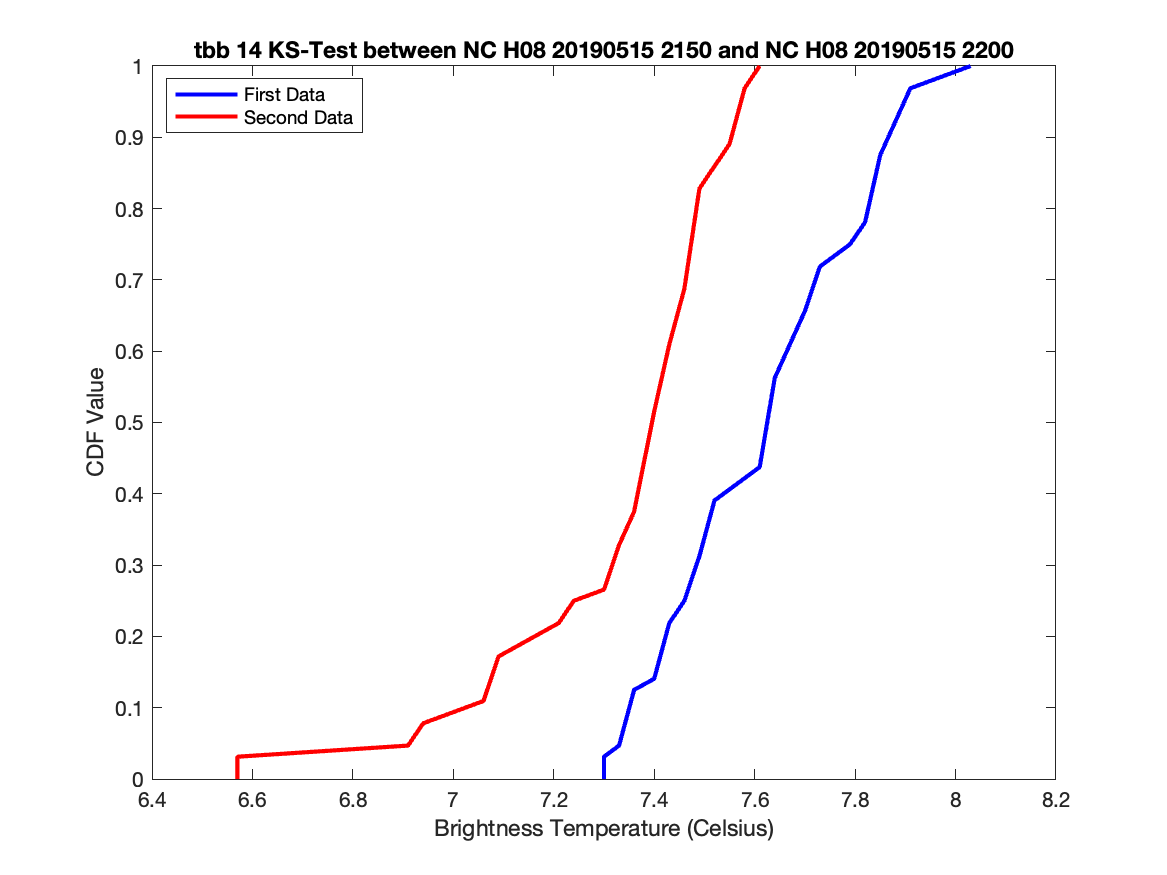 tbb 14 KS-Test between NC H08 20190515 2150 and NC H08 20190515 2200
First Data
Second Data
1
0.9
0.8
0.7
0.6
0.5
0.4
0.3
0.2
0.1
0
CDF Value
6.4 6.6 6.8 7 7.2 7.4 7.6 7.8 8 8.2
Brightness Temperature (Celsius)